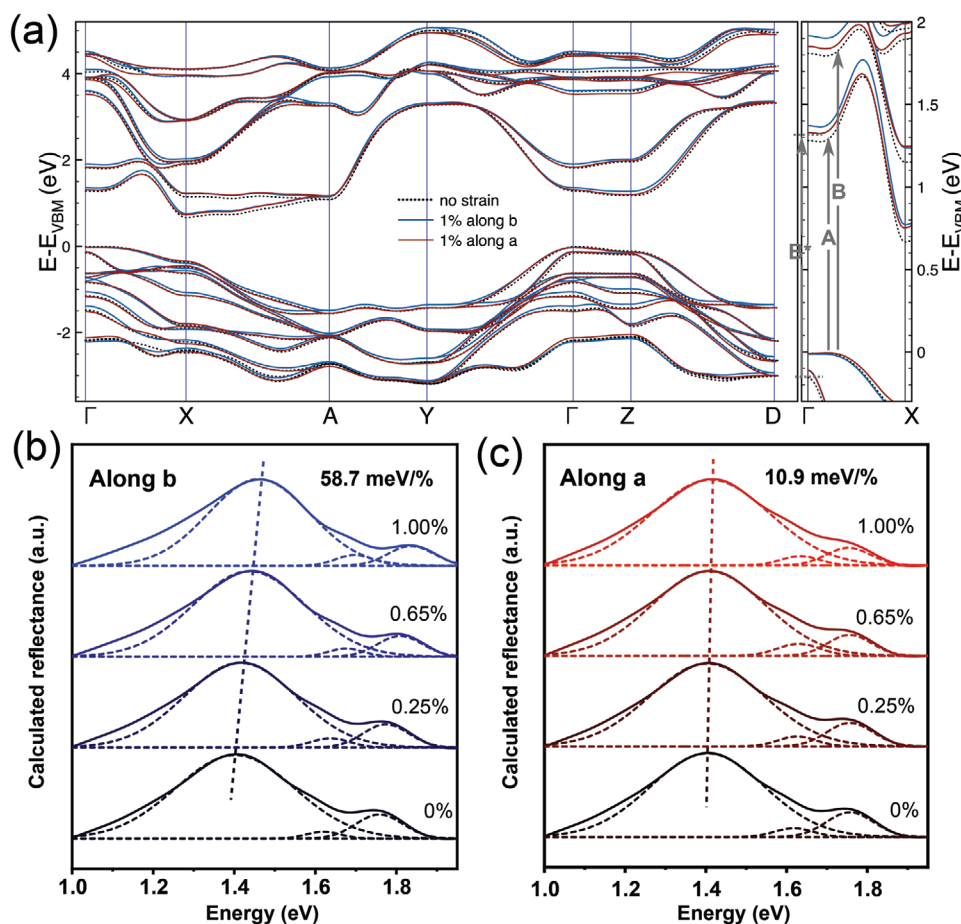 (a)
E-E_VBM (eV)
4
2
0
-2
no strain
1% along b
1% along a
Γ X A Y Γ Z D
B*
A
B
2
1.5
1
0.5
0
E-E_VBM (eV)
Γ X
(b)
Along b
58.7 meV/%
1.00%
0.65%
0.25%
0%
Calculated reflectance (a.u.)
1.0 1.2 1.4 1.6 1.8
Energy (eV)
(c)
Along a
10.9 meV/%
1.00%
0.65%
0.25%
0%
Calculated reflectance (a.u.)
1.0 1.2 1.4 1.6 1.8
Energy (eV)